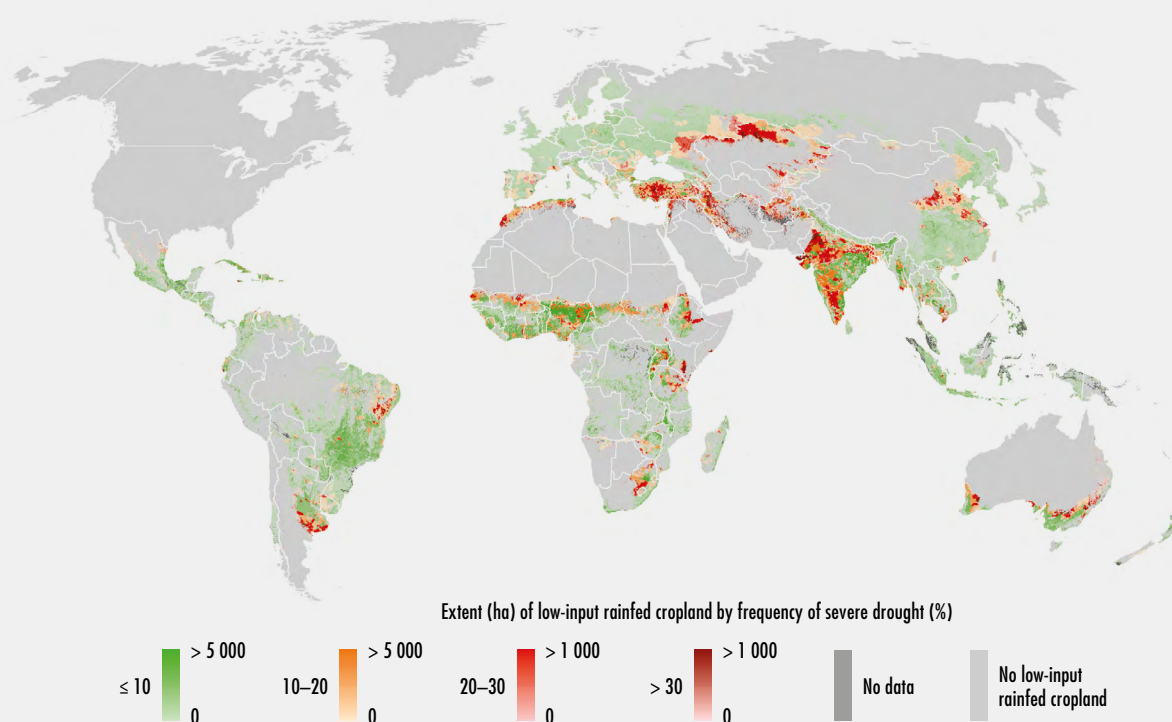 Extent (ha) of low-input rainfed cropland by frequency of severe drought (%)
≤ 10
> 5 000
0
10–20
> 5 000
0
20–30
> 1 000
0
> 30
> 1 000
0
No data
No low-input
rainfed cropland